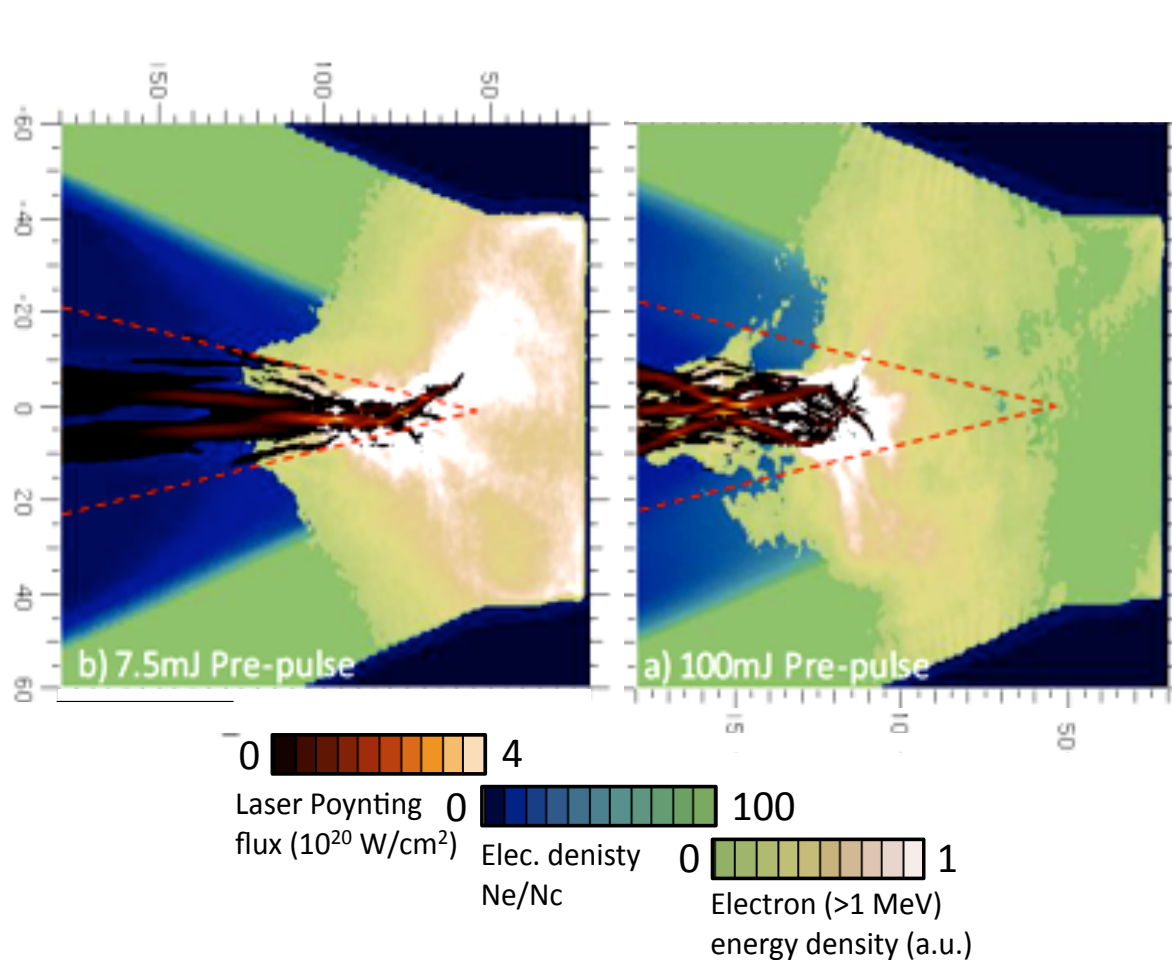 150 100 50
-60
-40
-20
0
20
40
60
b) 7.5mJ Pre-pulse
a) 100mJ Pre-pulse
15 10 50
0 4
Laser Poynting
flux (10²⁰ W/cm²)
0 100
Elec. denisty
Ne/Nc
0 1
Electron (>1 MeV)
energy density (a.u.)